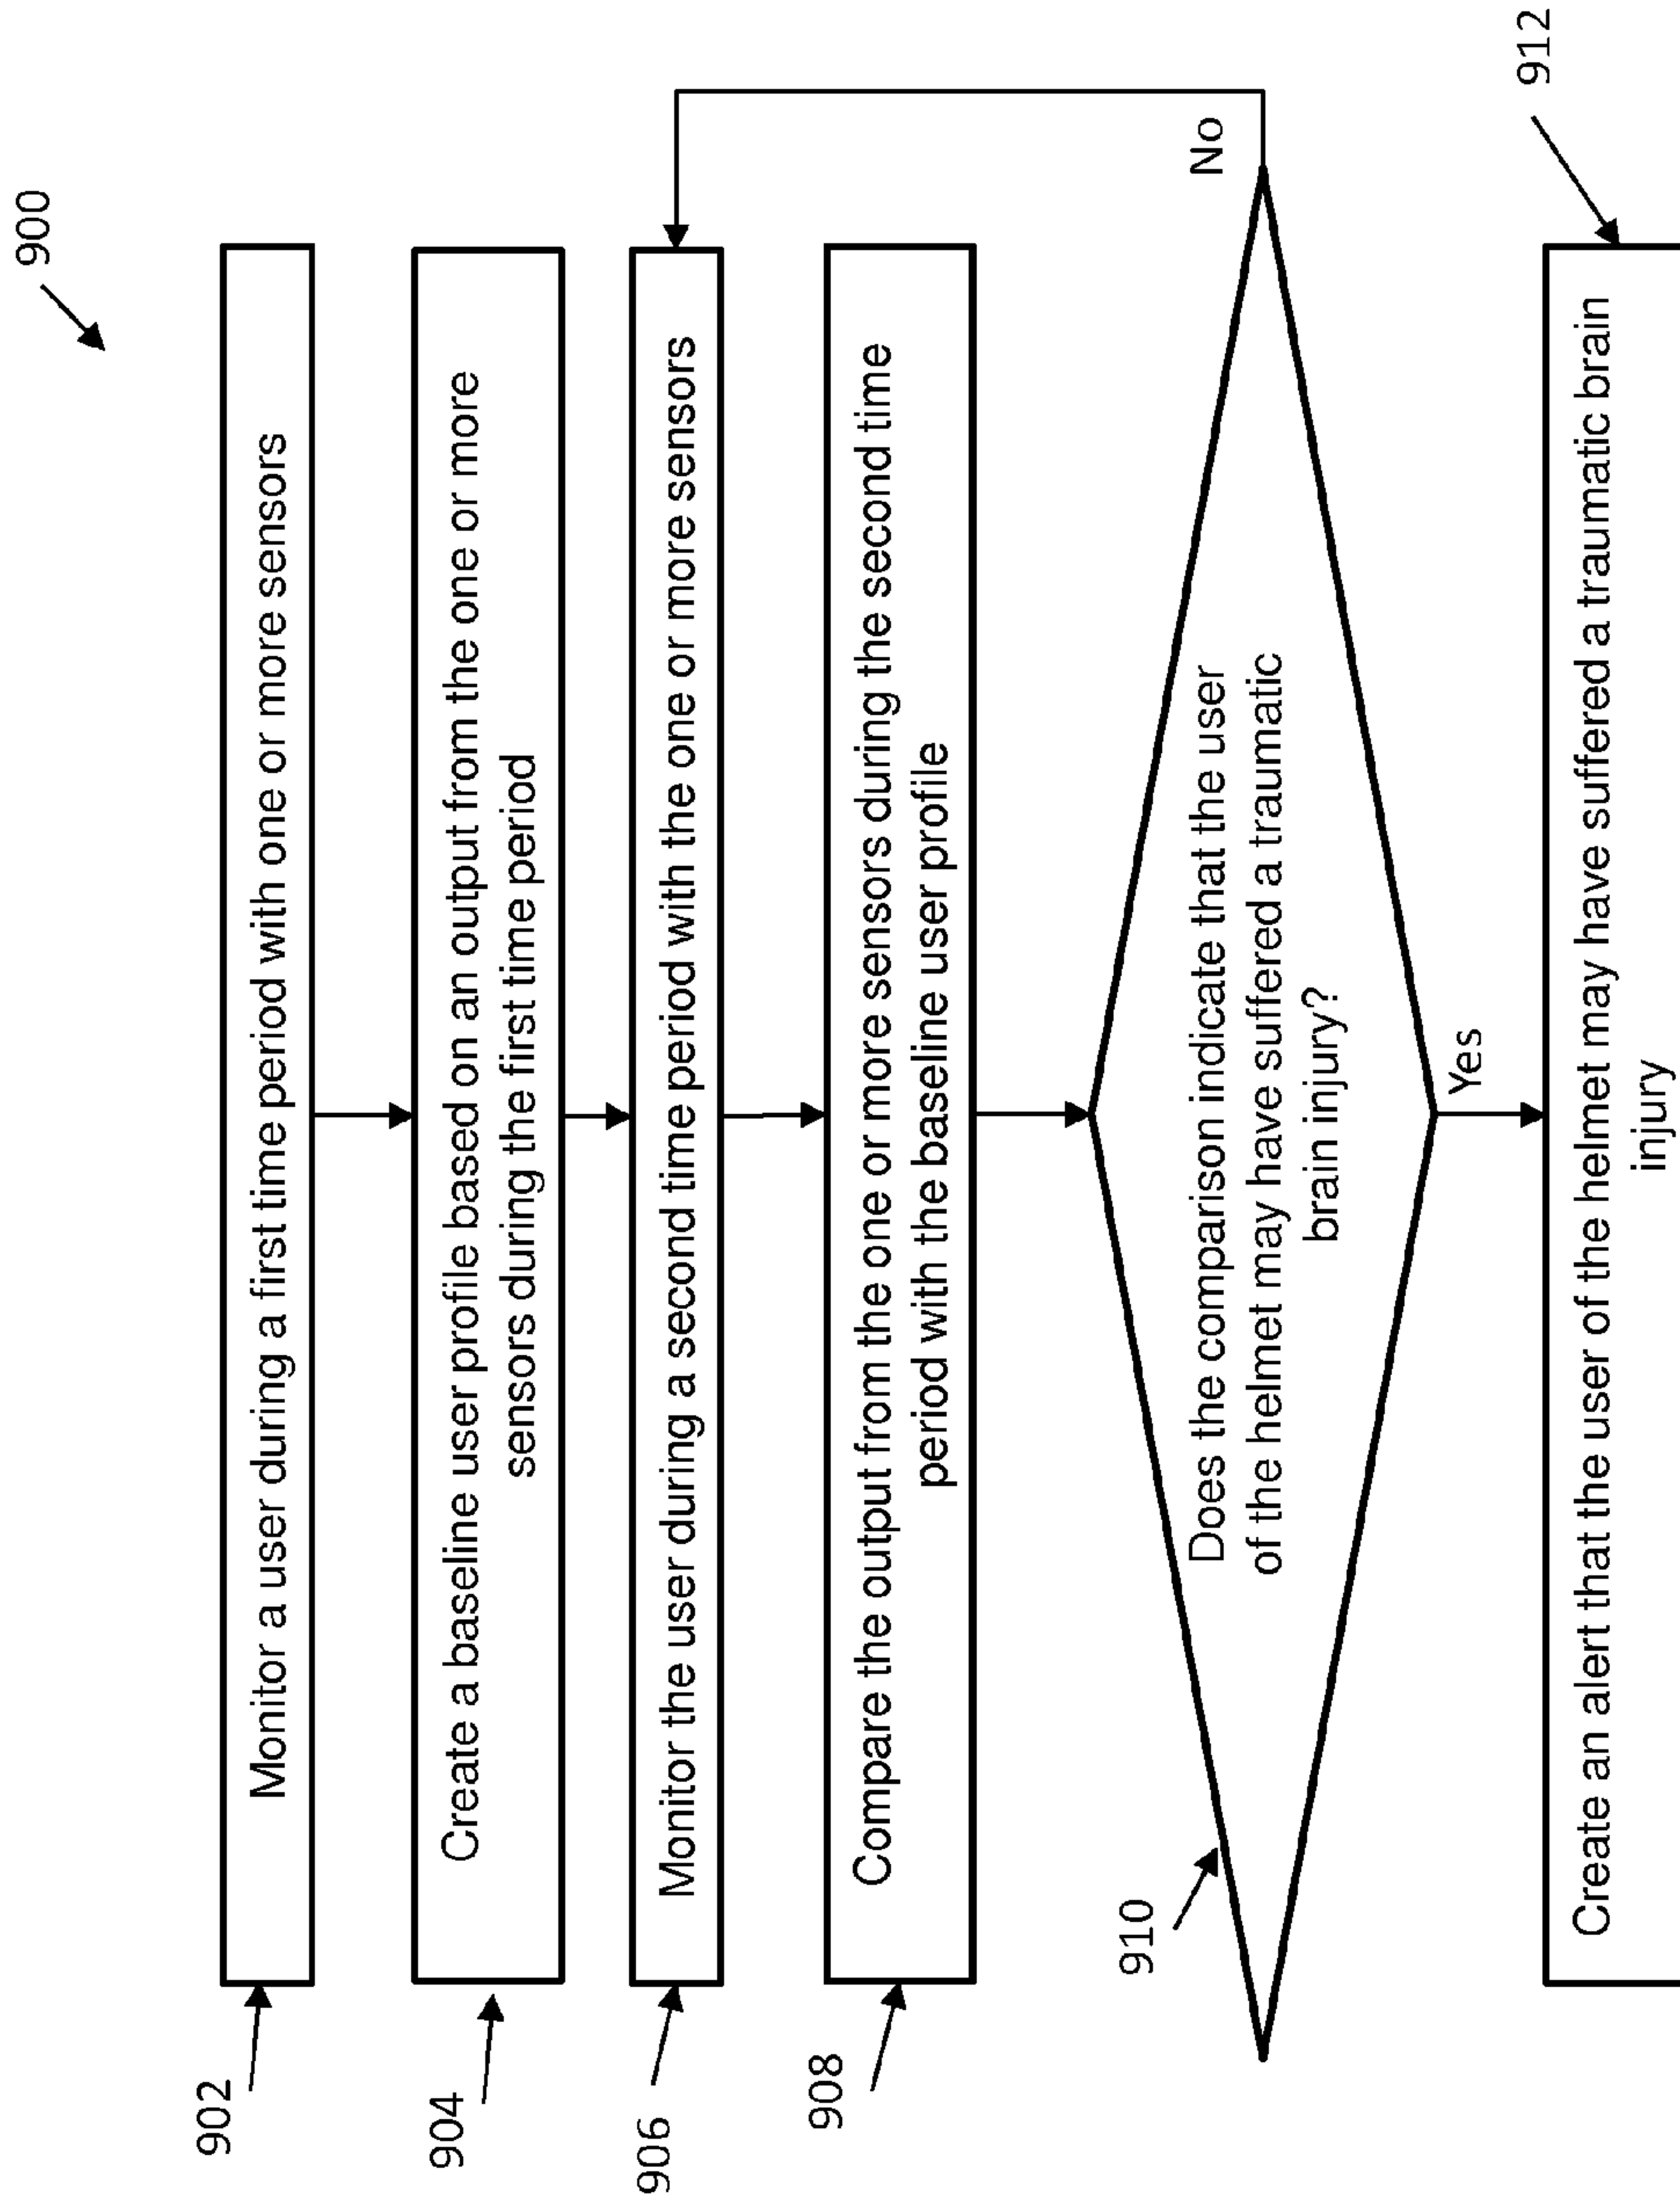 900
902
Monitor a user during a first time period with one or more sensors
904
Create a baseline user profile based on an output from the one or more
sensors during the first time period
906
Monitor the user during a second time period with the one or more sensors
908
Compare the output from the one or more sensors during the second time
period with the baseline user profile
910
Does the comparison indicate that the user
of the helmet may have suffered a traumatic
brain injury?
No
Yes
912
Create an alert that the user of the helmet may have suffered a traumatic brain
injury